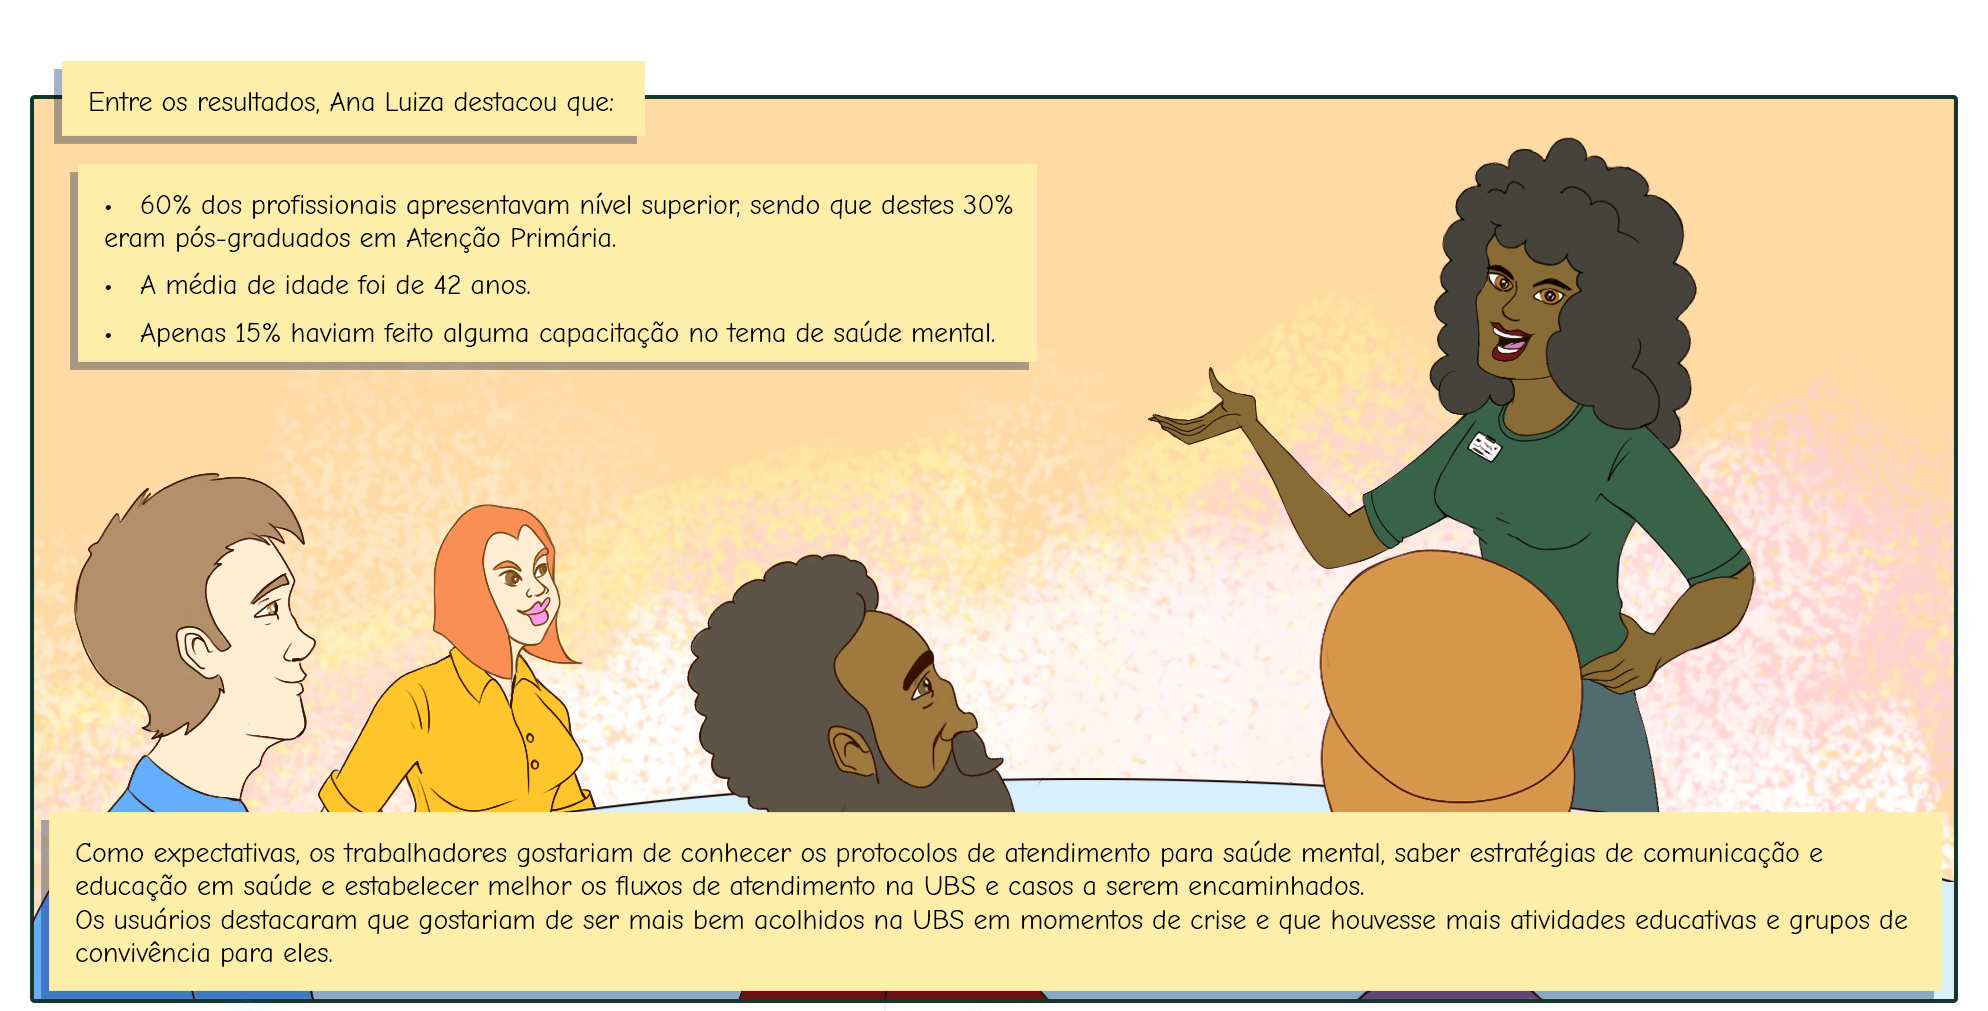 Entre os resultados, Ana Luiza destacou que:
• 60% dos profissionais apresentavam nível superior, sendo que destes 30%
eram pós-graduados em Atenção Primária.
• A média de idade foi de 42 anos.
• Apenas 15% haviam feito alguma capacitação no tema de saúde mental.
Como expectativas, os trabalhadores gostariam de conhecer os protocolos de atendimento para saúde mental, saber estratégias de comunicação e
educação em saúde e estabelecer melhor os fluxos de atendimento na UBS e casos a serem encaminhados.
Os usuários destacaram que gostariam de ser mais bem acolhidos na UBS em momentos de crise e que houvesse mais atividades educativas e grupos de
convivência para eles.